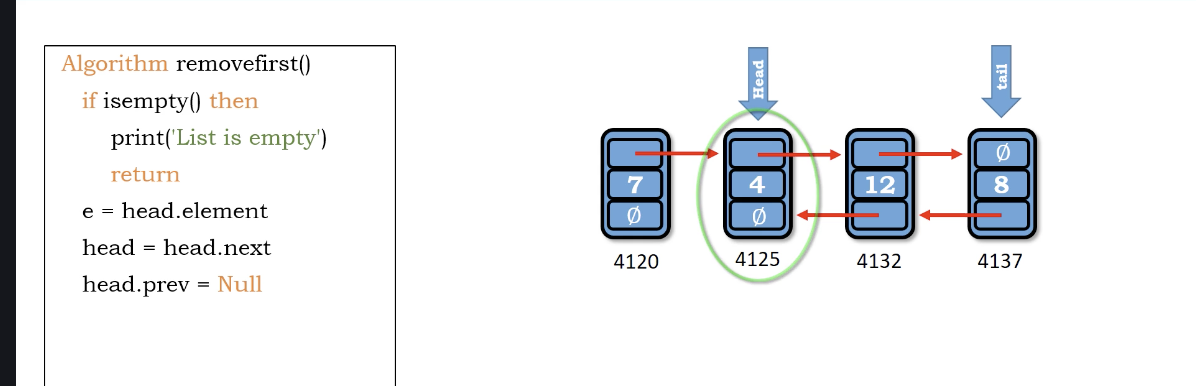 Algorithm removefirst()
if isempty() then
print('List is empty')
return
e = head.element
head = head.next
head.prev = Null
Head
tail
∅
7
4
12
8
∅
∅
4120
4125
4132
4137